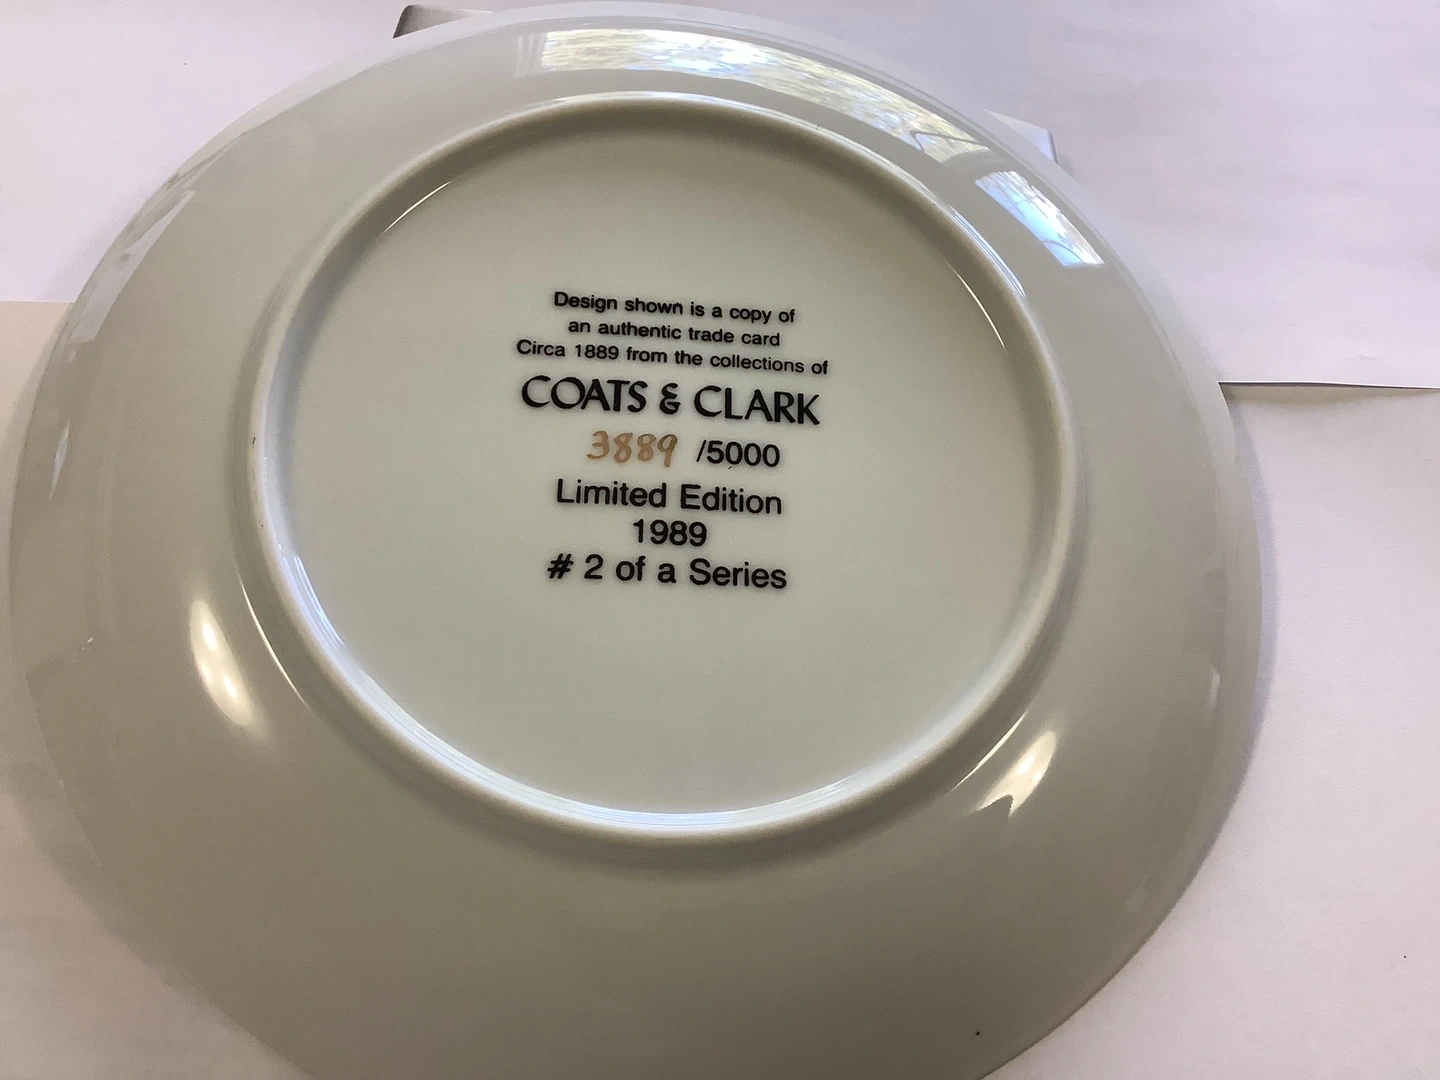 Design shown is a copy of
an authentic trade card
Circa 1889 from the collections of
COATS & CLARK
3889 /5000
Limited Edition
1989
# 2 of a Series